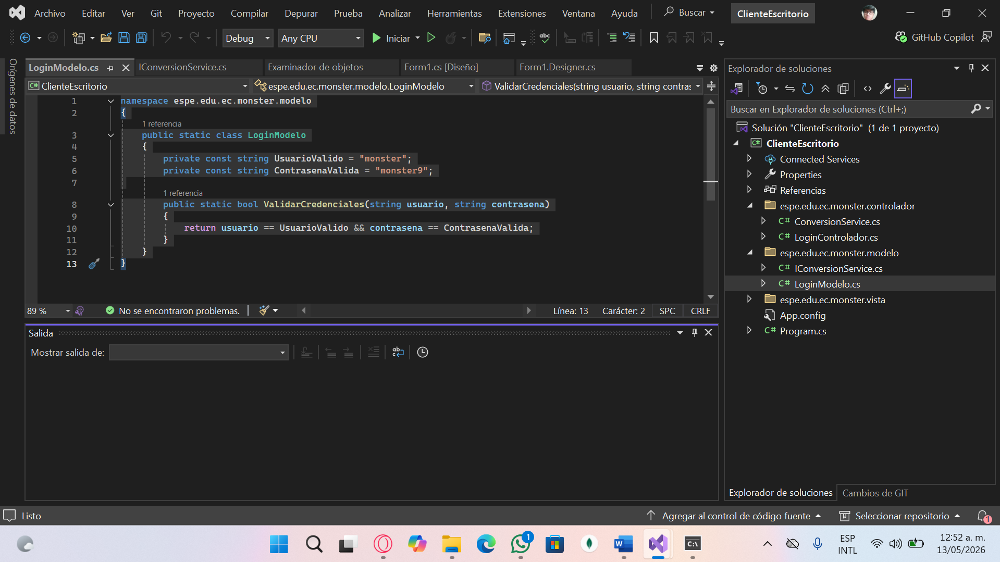 Archivo Editar Ver Git Proyecto Compilar Depurar Prueba Analizar Herramientas Extensiones Ventana Ayuda Buscar ClienteEscritorio
Debug Any CPU Iniciar abc GitHub Copilot
Orígenes de datos
LoginModelo.cs IConversionService.cs Examinador de objetos Form1.cs [Diseño] Form1.Designer.cs
C# ClienteEscritorio espe.edu.ec.monster.modelo.LoginModelo ValidarCredenciales(string usuario, string contras
1 namespace espe.edu.ec.monster.modelo
2 {
1 referencia
3 public static class LoginModelo
4 {
5 private const string UsuarioValido = "monster";
6 private const string ContrasenaValida = "monster9";
7
1 referencia
8 public static bool ValidarCredenciales(string usuario, string contrasena)
9 {
10 return usuario == UsuarioValido && contrasena == ContrasenaValida;
11 }
12 }
13 }
89 % No se encontraron problemas. Línea: 13 Carácter: 2 SPC CRLF
Salida
Mostrar salida de:
Explorador de soluciones
Buscar en Explorador de soluciones (Ctrl+;)
Solución "ClienteEscritorio" (1 de 1 proyecto)
C# ClienteEscritorio
Connected Services
Properties
Referencias
espe.edu.ec.monster.controlador
C# ConversionService.cs
C# LoginControlador.cs
espe.edu.ec.monster.modelo
C# IConversionService.cs
C# LoginModelo.cs
espe.edu.ec.monster.vista
App.config
C# Program.cs
Explorador de soluciones Cambios de GIT
Listo Agregar al control de código fuente Seleccionar repositorio 1
1 W C:\ ESP INTL 12:52 a. m.
13/05/2026